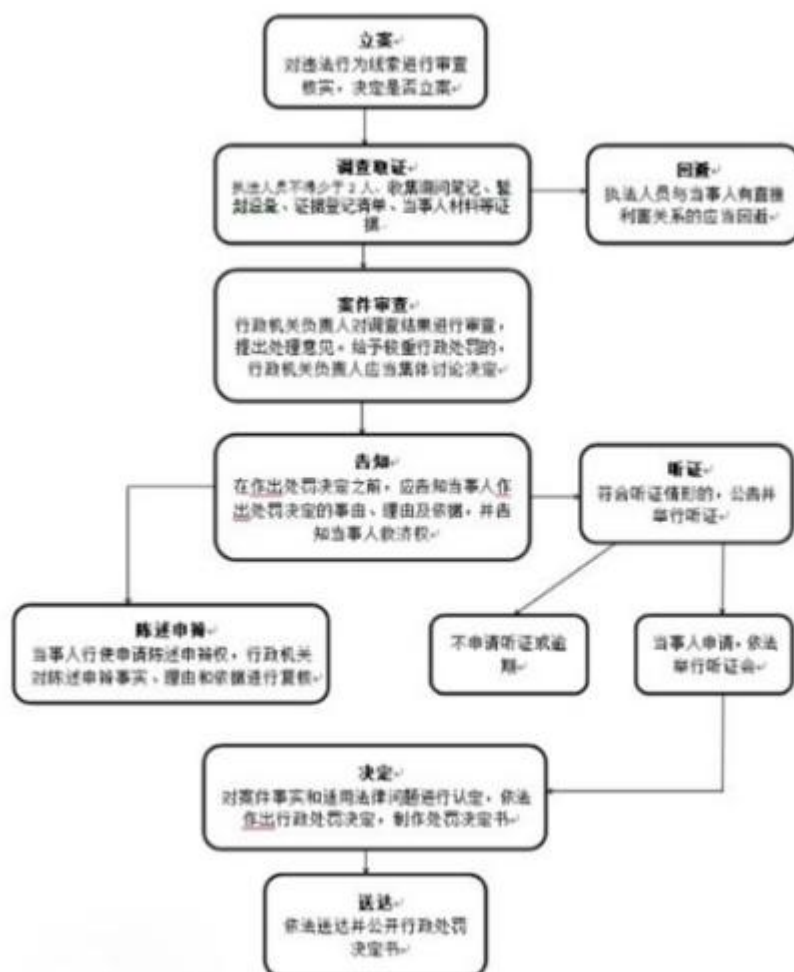 立案
对违法行为线索进行审查
核实，决定是否立案
调查取证
执法人员不得少于2人。收集询问笔记、暂
封设备、证据登记清单、当事人材料等证
据
回避
执法人员与当事人有直接
利害关系的应当回避
案件审查
行政机关负责人对调查结果进行审查，
提出处理意见。给予较重行政处罚的，
行政机关负责人应当集体讨论决定
告知
在作出处罚决定之前，应告知当事人作
出处罚决定的事由、理由及依据，并告
知当事人救济权
听证
符合听证情形的，公告并
举行听证
陈述申辩
当事人行使申请陈述申辩权，行政机关
对陈述申辩事实、理由和依据进行复核
不申请听证或逾
期
当事人申请，依法
举行听证会
决定
对案件事实和适用法律问题进行认定，依法
作出行政处罚决定，制作处罚决定书
送达
依法送达并公开行政处罚
决定书